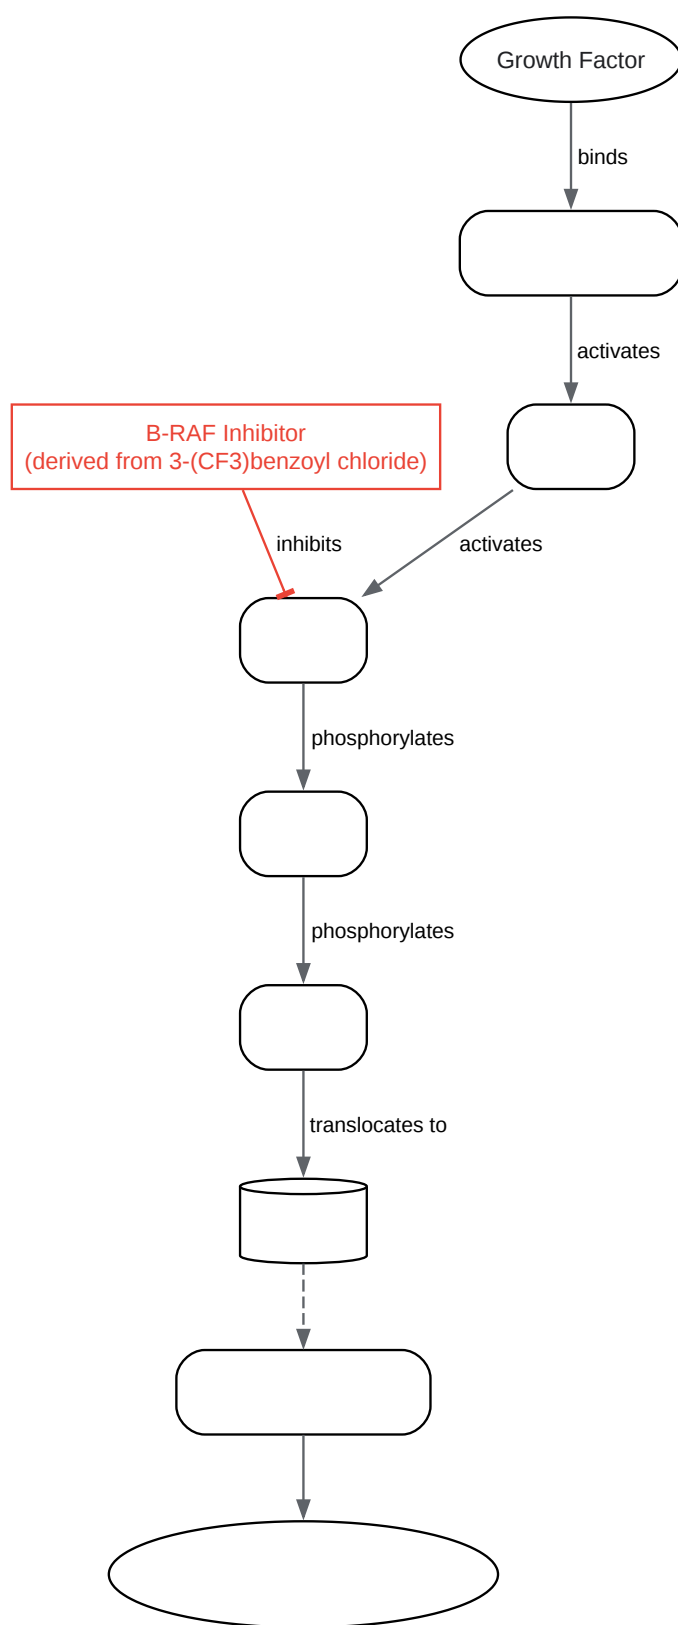 Growth Factor
binds
activates
B-RAF Inhibitor
(derived from 3-(CF3)benzoyl chloride)
inhibits
activates
phosphorylates
phosphorylates
translocates to